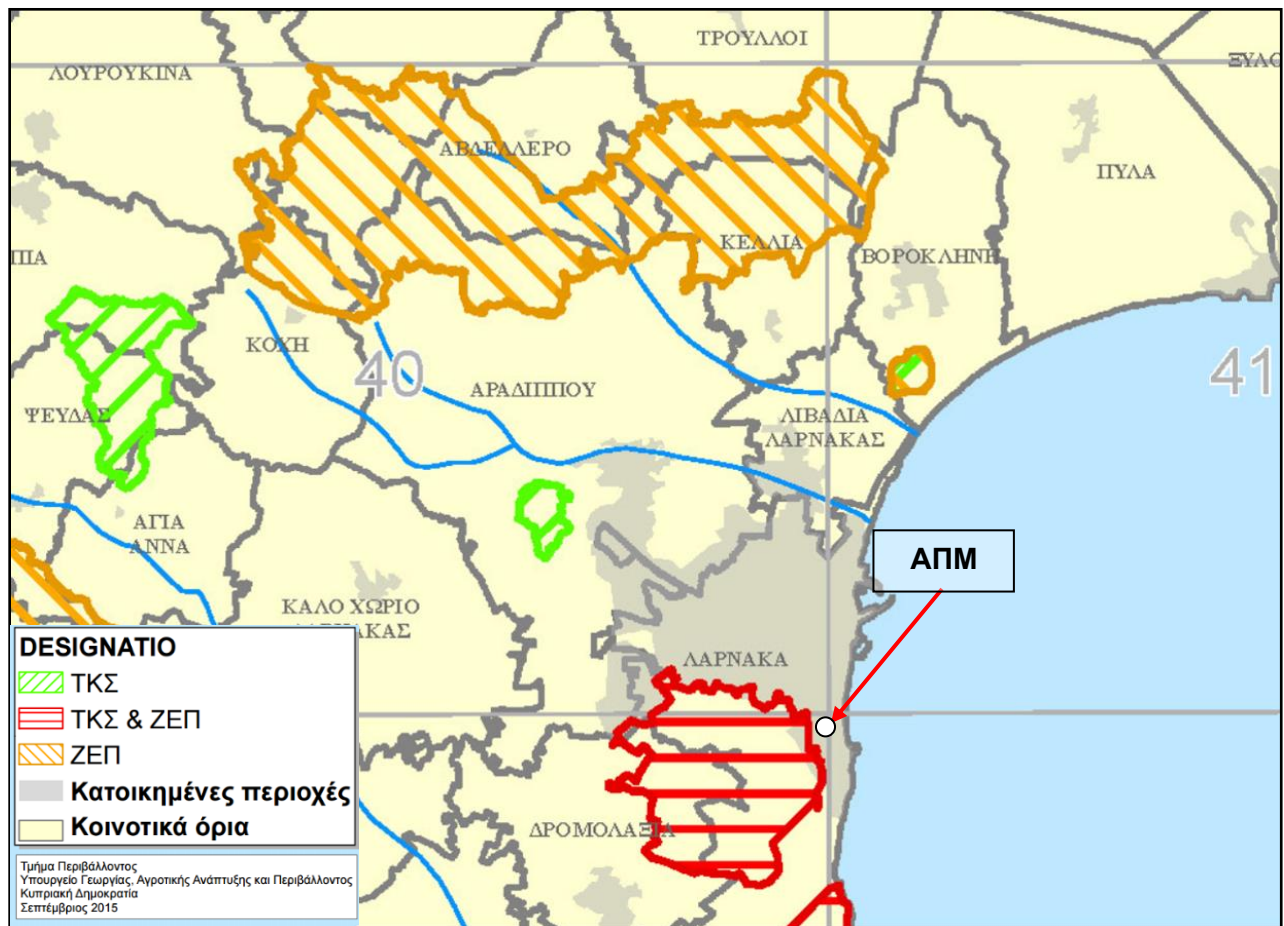 ΤΡΟΥΛΛΟΙ
ΛΟΥΡΟΥΚΙΝΑ
ΞΥΛΟ
ΑΒΔΕΛΛΕΡΟ
ΠΥΛΑ
ΚΕΛΛΙΑ
ΒΟΡΟΚΛΗΝΗ
ΠΙΑ
ΚΟΧΗ
40
41
ΑΡΑΔΙΠΠΟΥ
ΨΕΥΔΑΣ
ΛΙΒΑΔΙΑ
ΛΑΡΝΑΚΑΣ
ΑΓΙΑ
ΑΝΝΑ
ΑΠΜ
ΚΑΛΟ ΧΩΡΙΟ
ΛΑΡΝΑΚΑΣ
ΛΑΡΝΑΚΑ
ΔΡΟΜΟΛΑΞΙΑ
DESIGNATIO
ΤΚΣ
ΤΚΣ & ΖΕΠ
ΖΕΠ
Κατοικημένες περιοχές
Κοινοτικά όρια
Τμήμα Περιβάλλοντος
Υπουργείο Γεωργίας, Αγροτικής Ανάπτυξης και Περιβάλλοντος
Κυπριακή Δημοκρατία
Σεπτέμβριος 2015